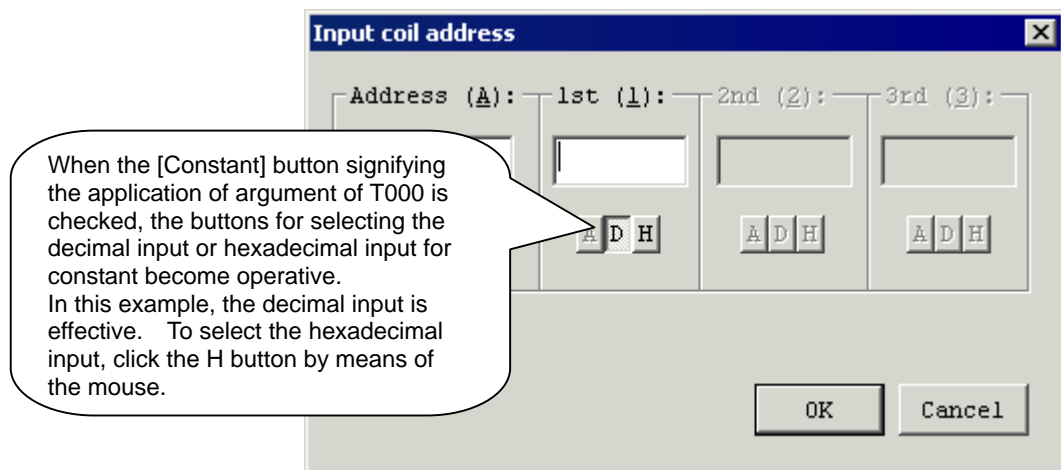 Input coil address
Address (A): 1st (1): 2nd (2): 3rd (3):
When the [Constant] button signifying
the application of argument of T000 is
checked, the buttons for selecting the
decimal input or hexadecimal input for
constant become operative.
In this example, the decimal input is
effective. To select the hexadecimal
input, click the H button by means of
the mouse.
A D H A D H A D H
OK Cancel